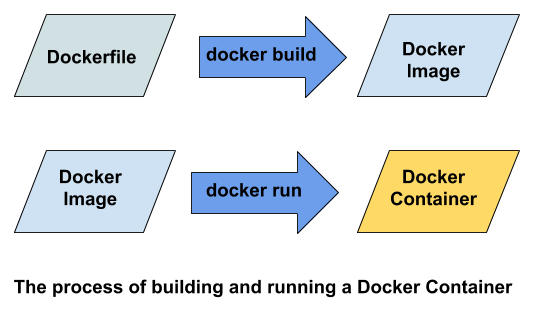 Dockerfile
docker build
Docker
Image
Docker
Image
docker run
Docker
Container
The process of building and running a Docker Container